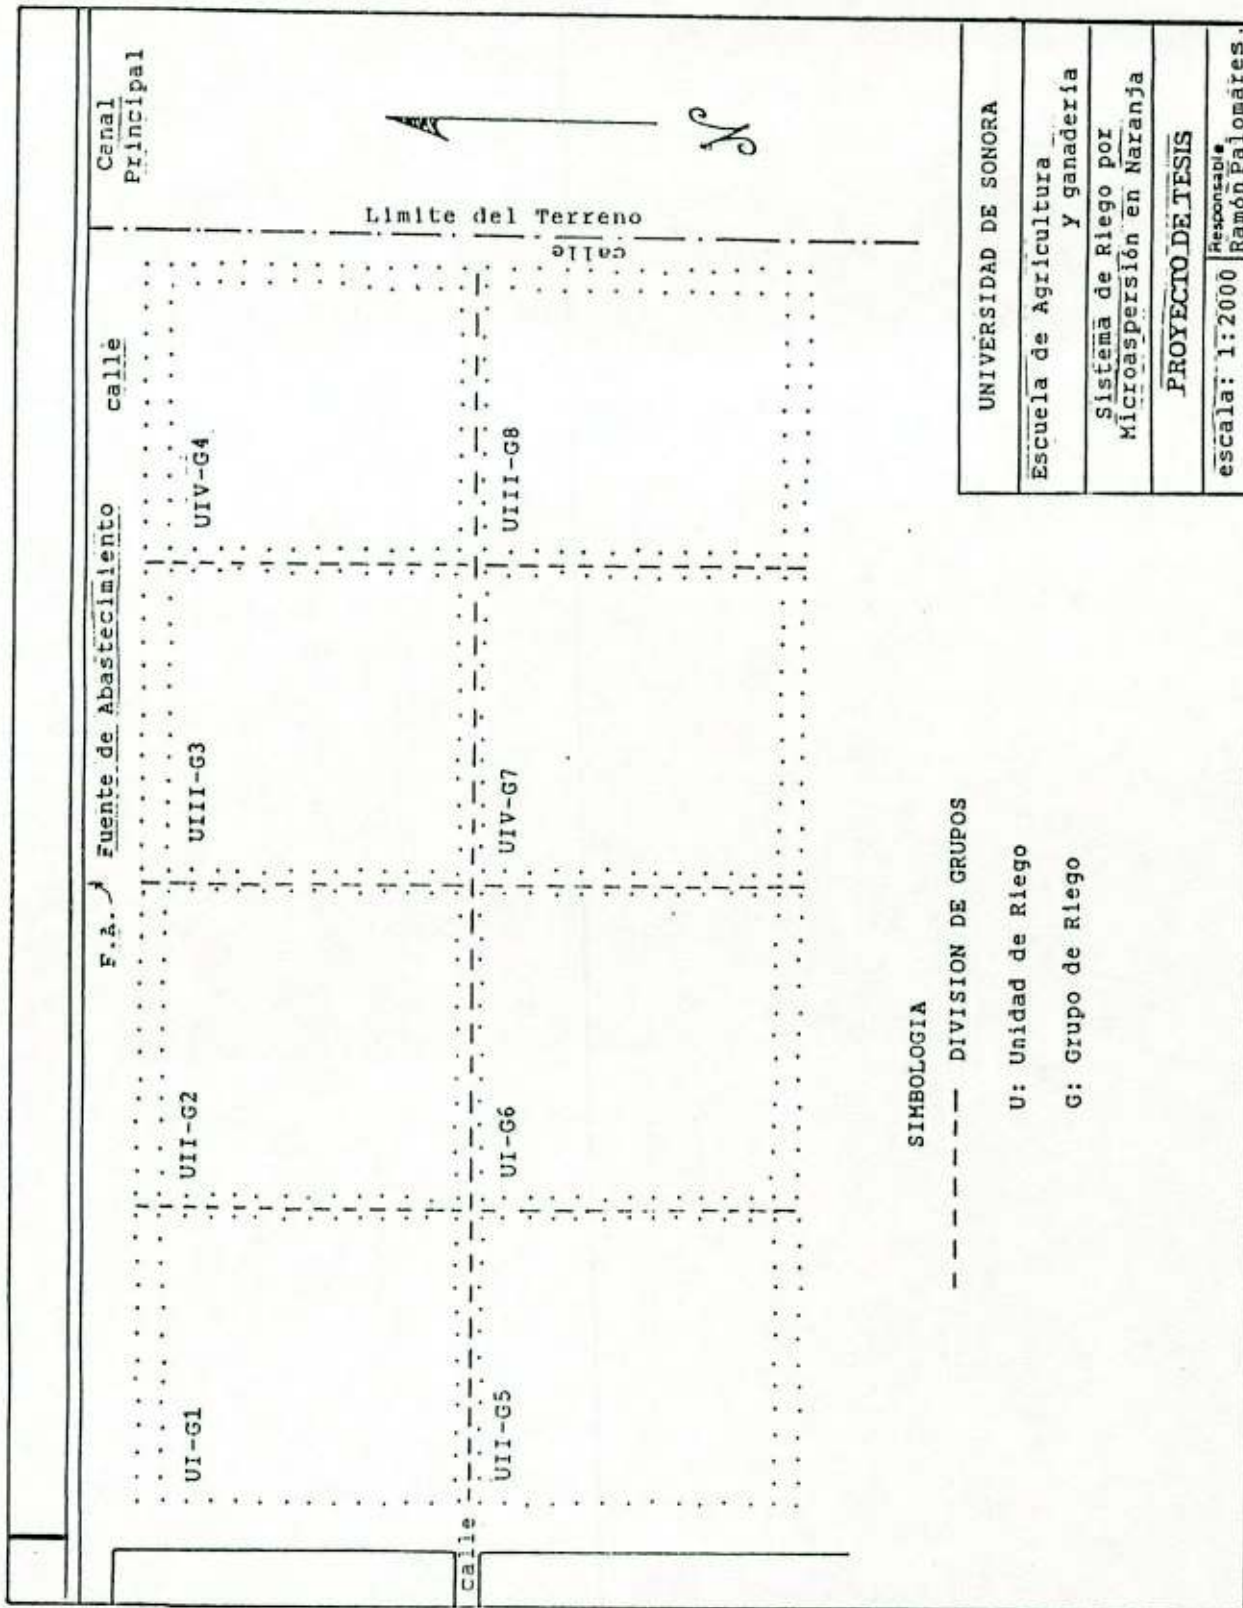 Canal
Principal
F.A. Fuente de Abastecimiento
calle
UI-G1
UII-G2
UIII-G3
UIV-G4
Limite del Terreno
calle
calle
UII-G5
UI-G6
UIV-G7
UIII-G8
N
SIMBOLOGIA
DIVISION DE GRUPOS
U: Unidad de Riego
G: Grupo de Riego
UNIVERSIDAD DE SONORA
Escuela de Agricultura
y ganadería
Sistema de Riego por
Microaspersión en Naranja
PROYECTO DE TESIS
escala: 1:2000
Responsable
Ramón Palomares.